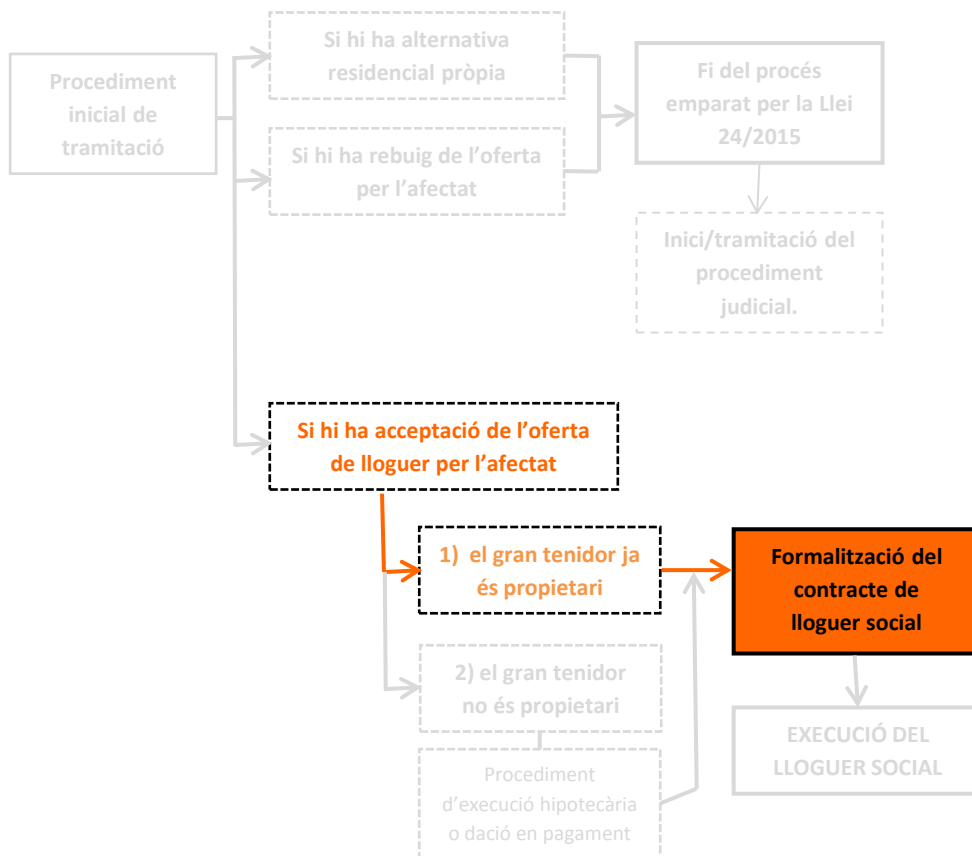 Procediment
inicial de
tramitació
Si hi ha alternativa
residencial pròpia
Si hi ha rebuig de l’oferta
per l’afectat
Fi del procés
emparat per la Llei
24/2015
Inici/tramitació del
procediment
judicial.
Si hi ha acceptació de l’oferta
de lloguer per l’afectat
1) el gran tenidor ja
és propietari
Formalització del
contracte de
lloguer social
2) el gran tenidor
no és propietari
Procediment
d’execució hipotecària
o dació en pagament
EXECUCIÓ DEL
LLOGUER SOCIAL